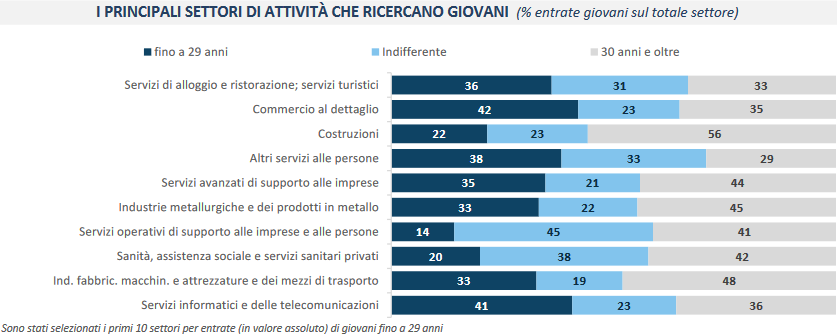 I PRINCIPALI SETTORI DI ATTIVITÀ CHE RICERCANO GIOVANI (% entrate giovani sul totale settore)
fino a 29 anni Indifferente 30 anni e oltre
Servizi di alloggio e ristorazione; servizi turistici 36 31 33
Commercio al dettaglio 42 23 35
Costruzioni 22 23 56
Altri servizi alle persone 38 33 29
Servizi avanzati di supporto alle imprese 35 21 44
Industrie metallurgiche e dei prodotti in metallo 33 22 45
Servizi operativi di supporto alle imprese e alle persone 14 45 41
Sanità, assistenza sociale e servizi sanitari privati 20 38 42
Ind. fabbric. macchin. e attrezzature e dei mezzi di trasporto 33 19 48
Servizi informatici e delle telecomunicazioni 41 23 36
Sono stati selezionati i primi 10 settori per entrate (in valore assoluto) di giovani fino a 29 anni